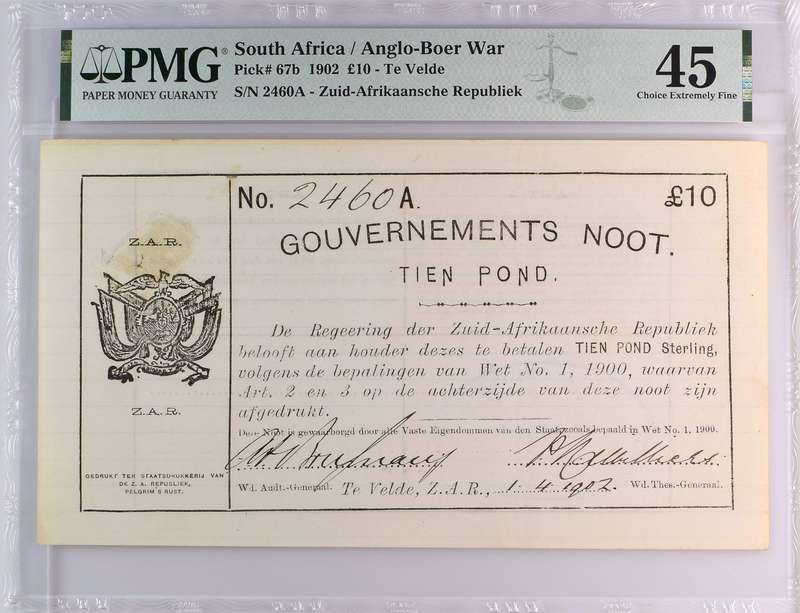 PMG®
PAPER MONEY GUARANTY
South Africa / Anglo-Boer War
Pick# 67b 1902 £10 - Te Velde
S/N 2460A - Zuid-Afrikaansche Republiek
45
Choice Extremely Fine
No. 2460 A.
£10
GOUVERNEMENTS NOOT.
TIEN POND.
De Regeering der Zuid-Afrikaansche Republiek
belooft aan houder dezes te betalen TIEN POND Sterling,
volgens de bepalingen van Wet No. 1, 1900, waarvan
Art. 2 en 3 op de achterzijde van deze noot zijn
afgedrukt.
Deze Noot is gewaarborgd door alle Vaste Eigendommen van den Staat zooals bepaald in Wet No. 1, 1900.
Wd. Audt.-Generaal.
Te Velde, Z.A.R., 1-4-1902.
Wd. Thes.-Generaal.
Z.A.R.
Z.A.R.
GEDRUKT TER STAATSDRUKKERIJ VAN
DE Z. A. REPUBLIEK,
PELGRIM'S RUST.